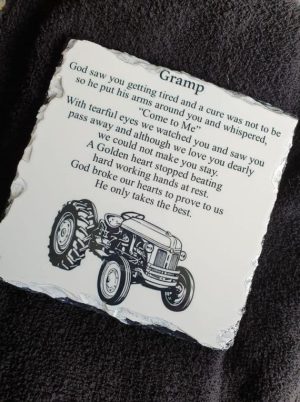 Gramp
God saw you getting tired and a cure was not to be
so he put his arms around you and whispered,
"Come to Me"
With tearful eyes we watched you and saw you
pass away and although we love you dearly
we could not make you stay.
A Golden heart stopped beating
hard working hands at rest.
God broke our hearts to prove to us
He only takes the best.